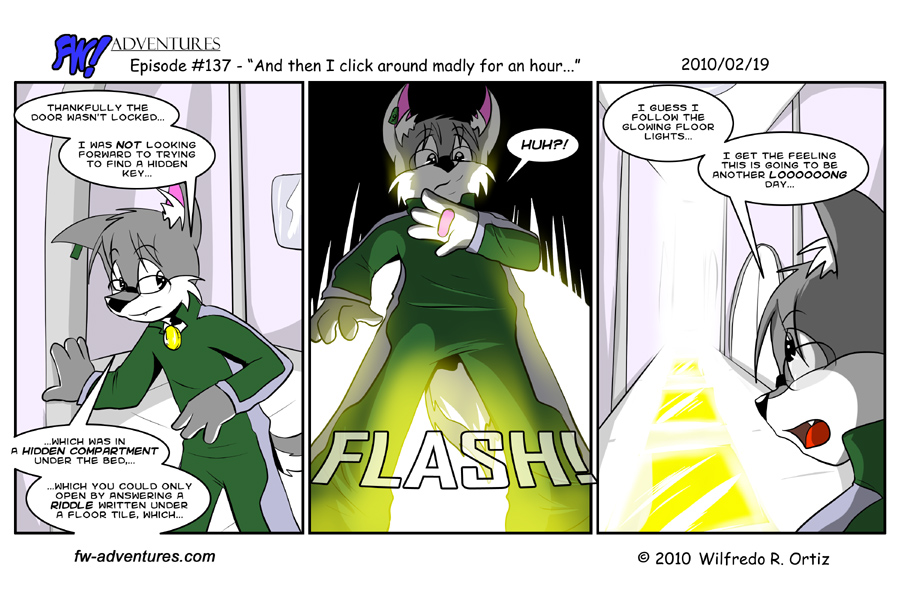 FW! ADVENTURES
Episode #137 - “And then I click around madly for an hour...”
2010/02/19
THANKFULLY THE
DOOR WASN'T LOCKED...
I WAS NOT LOOKING
FORWARD TO TRYING
TO FIND A HIDDEN
KEY...
...WHICH WAS IN
A HIDDEN COMPARTMENT
UNDER THE BED,...
...WHICH YOU COULD ONLY
OPEN BY ANSWERING A
RIDDLE WRITTEN UNDER
A FLOOR TILE, WHICH...
HUH?!
FLASH!
I GUESS I
FOLLOW THE
GLOWING FLOOR
LIGHTS...
I GET THE FEELING
THIS IS GOING TO BE
ANOTHER LOOOOOONG
DAY...
fw-adventures.com
© 2010 Wilfredo R. Ortiz